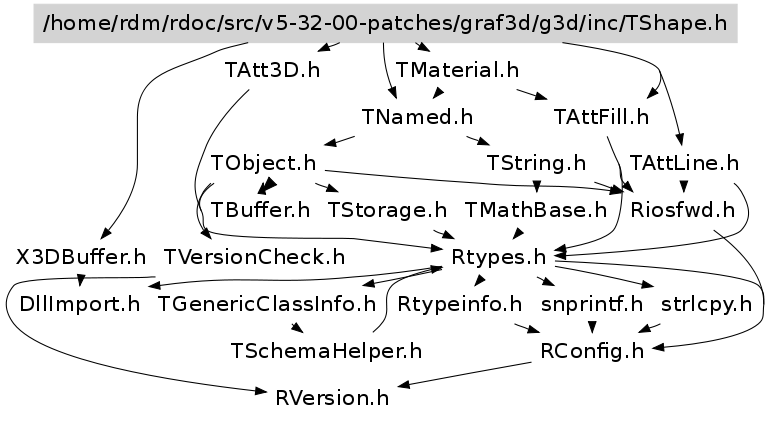 /home/rdm/rdoc/src/v5-32-00-patches/graf3d/g3d/inc/TShape.h
TAtt3D.h
TMaterial.h
TNamed.h
TAttFill.h
TObject.h
TString.h
TAttLine.h
TBuffer.h
TStorage.h
TMathBase.h
Riosfwd.h
X3DBuffer.h
TVersionCheck.h
Rtypes.h
DllImport.h
TGenericClassInfo.h
Rtypeinfo.h
snprintf.h
strlcpy.h
TSchemaHelper.h
RConfig.h
RVersion.h